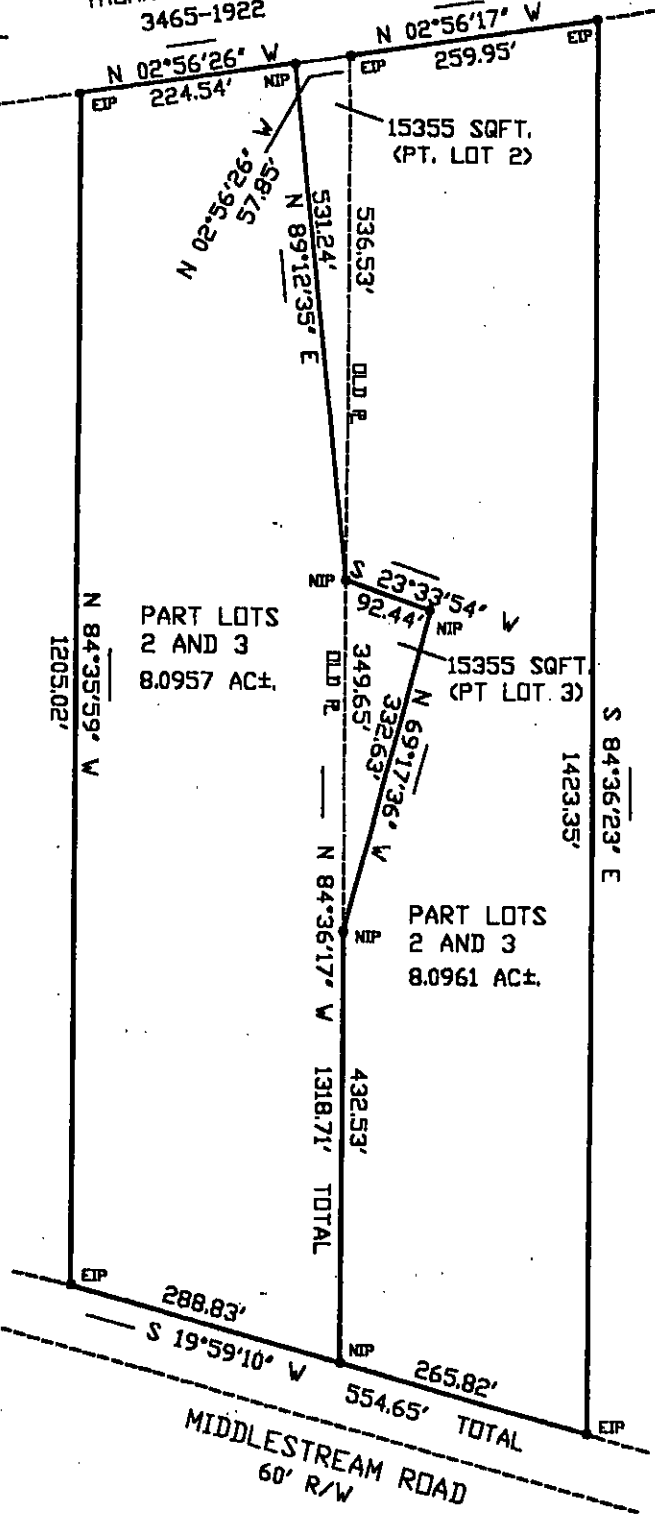 3465-1922
N 02°56'26" W
224.54'
EIP
NIP
N 02°56'17" W
259.95'
EIP
EIP
15355 SQFT.
(PT. LOT 2)
N 02°56'26" W
57.85'
531.24'
N 89°12'35" E
536.53'
OLD PL
NIP
S 23°33'54" W
92.44'
NIP
15355 SQFT.
(PT LOT 3)
PART LOTS
2 AND 3
8.0957 AC±.
N 84°35'59" W
1205.02'
OLD PL
349.65'
N 69°17'36" W
332.63'
S 84°36'23" E
1423.35'
NIP
PART LOTS
2 AND 3
8.0961 AC±.
N 84°36'17" W 1318.71' TOTAL
432.53'
EIP
288.83'
S 19°59'10" W
NIP
265.82'
554.65' TOTAL
EIP
MIDDLESTREAM ROAD
60' R/W